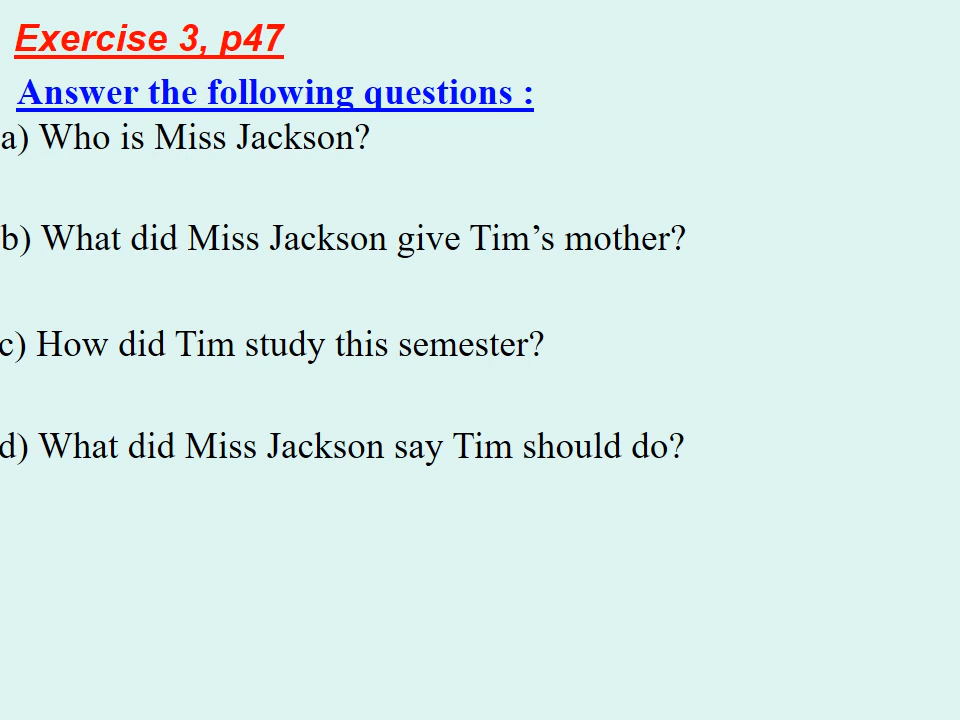 Exercise 3, p47
Answer the following questions :
a) Who is Miss Jackson?
b) What did Miss Jackson give Tim’s mother?
c) How did Tim study this semester?
d) What did Miss Jackson say Tim should do?